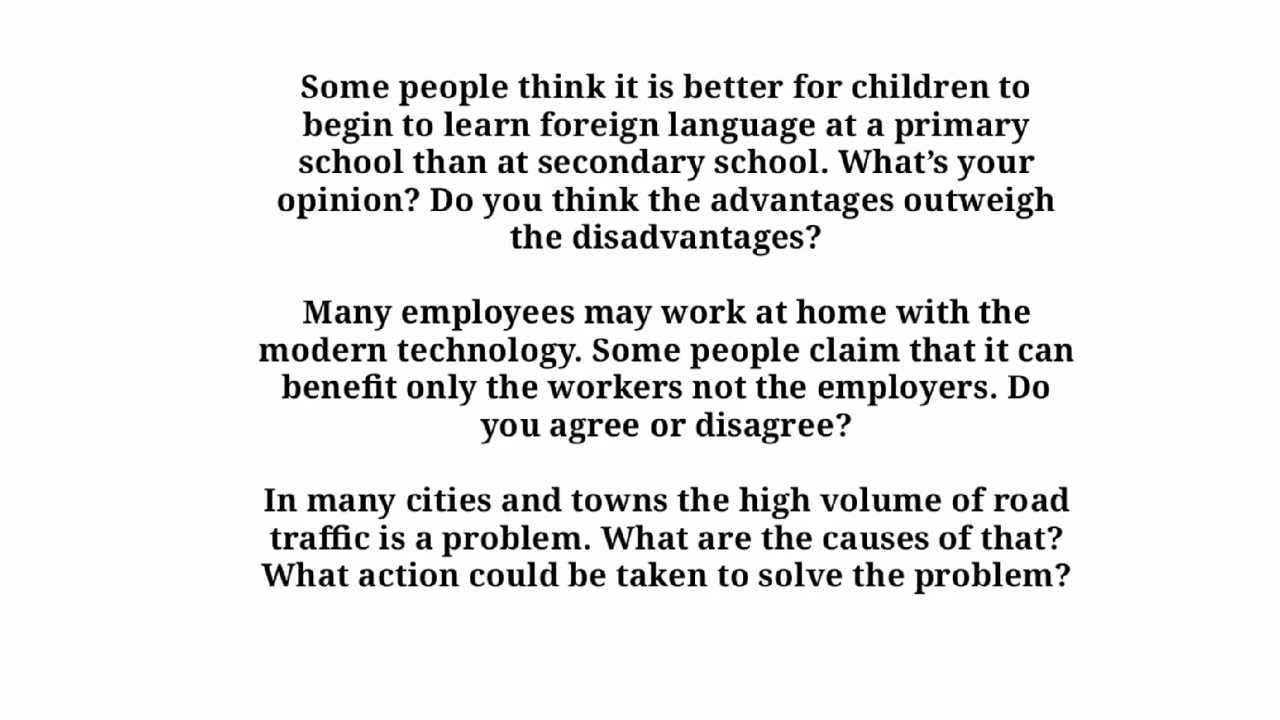 Some people think it is better for children to
begin to learn foreign language at a primary
school than at secondary school. What’s your
opinion? Do you think the advantages outweigh
the disadvantages?
Many employees may work at home with the
modern technology. Some people claim that it can
benefit only the workers not the employers. Do
you agree or disagree?
In many cities and towns the high volume of road
traffic is a problem. What are the causes of that?
What action could be taken to solve the problem?